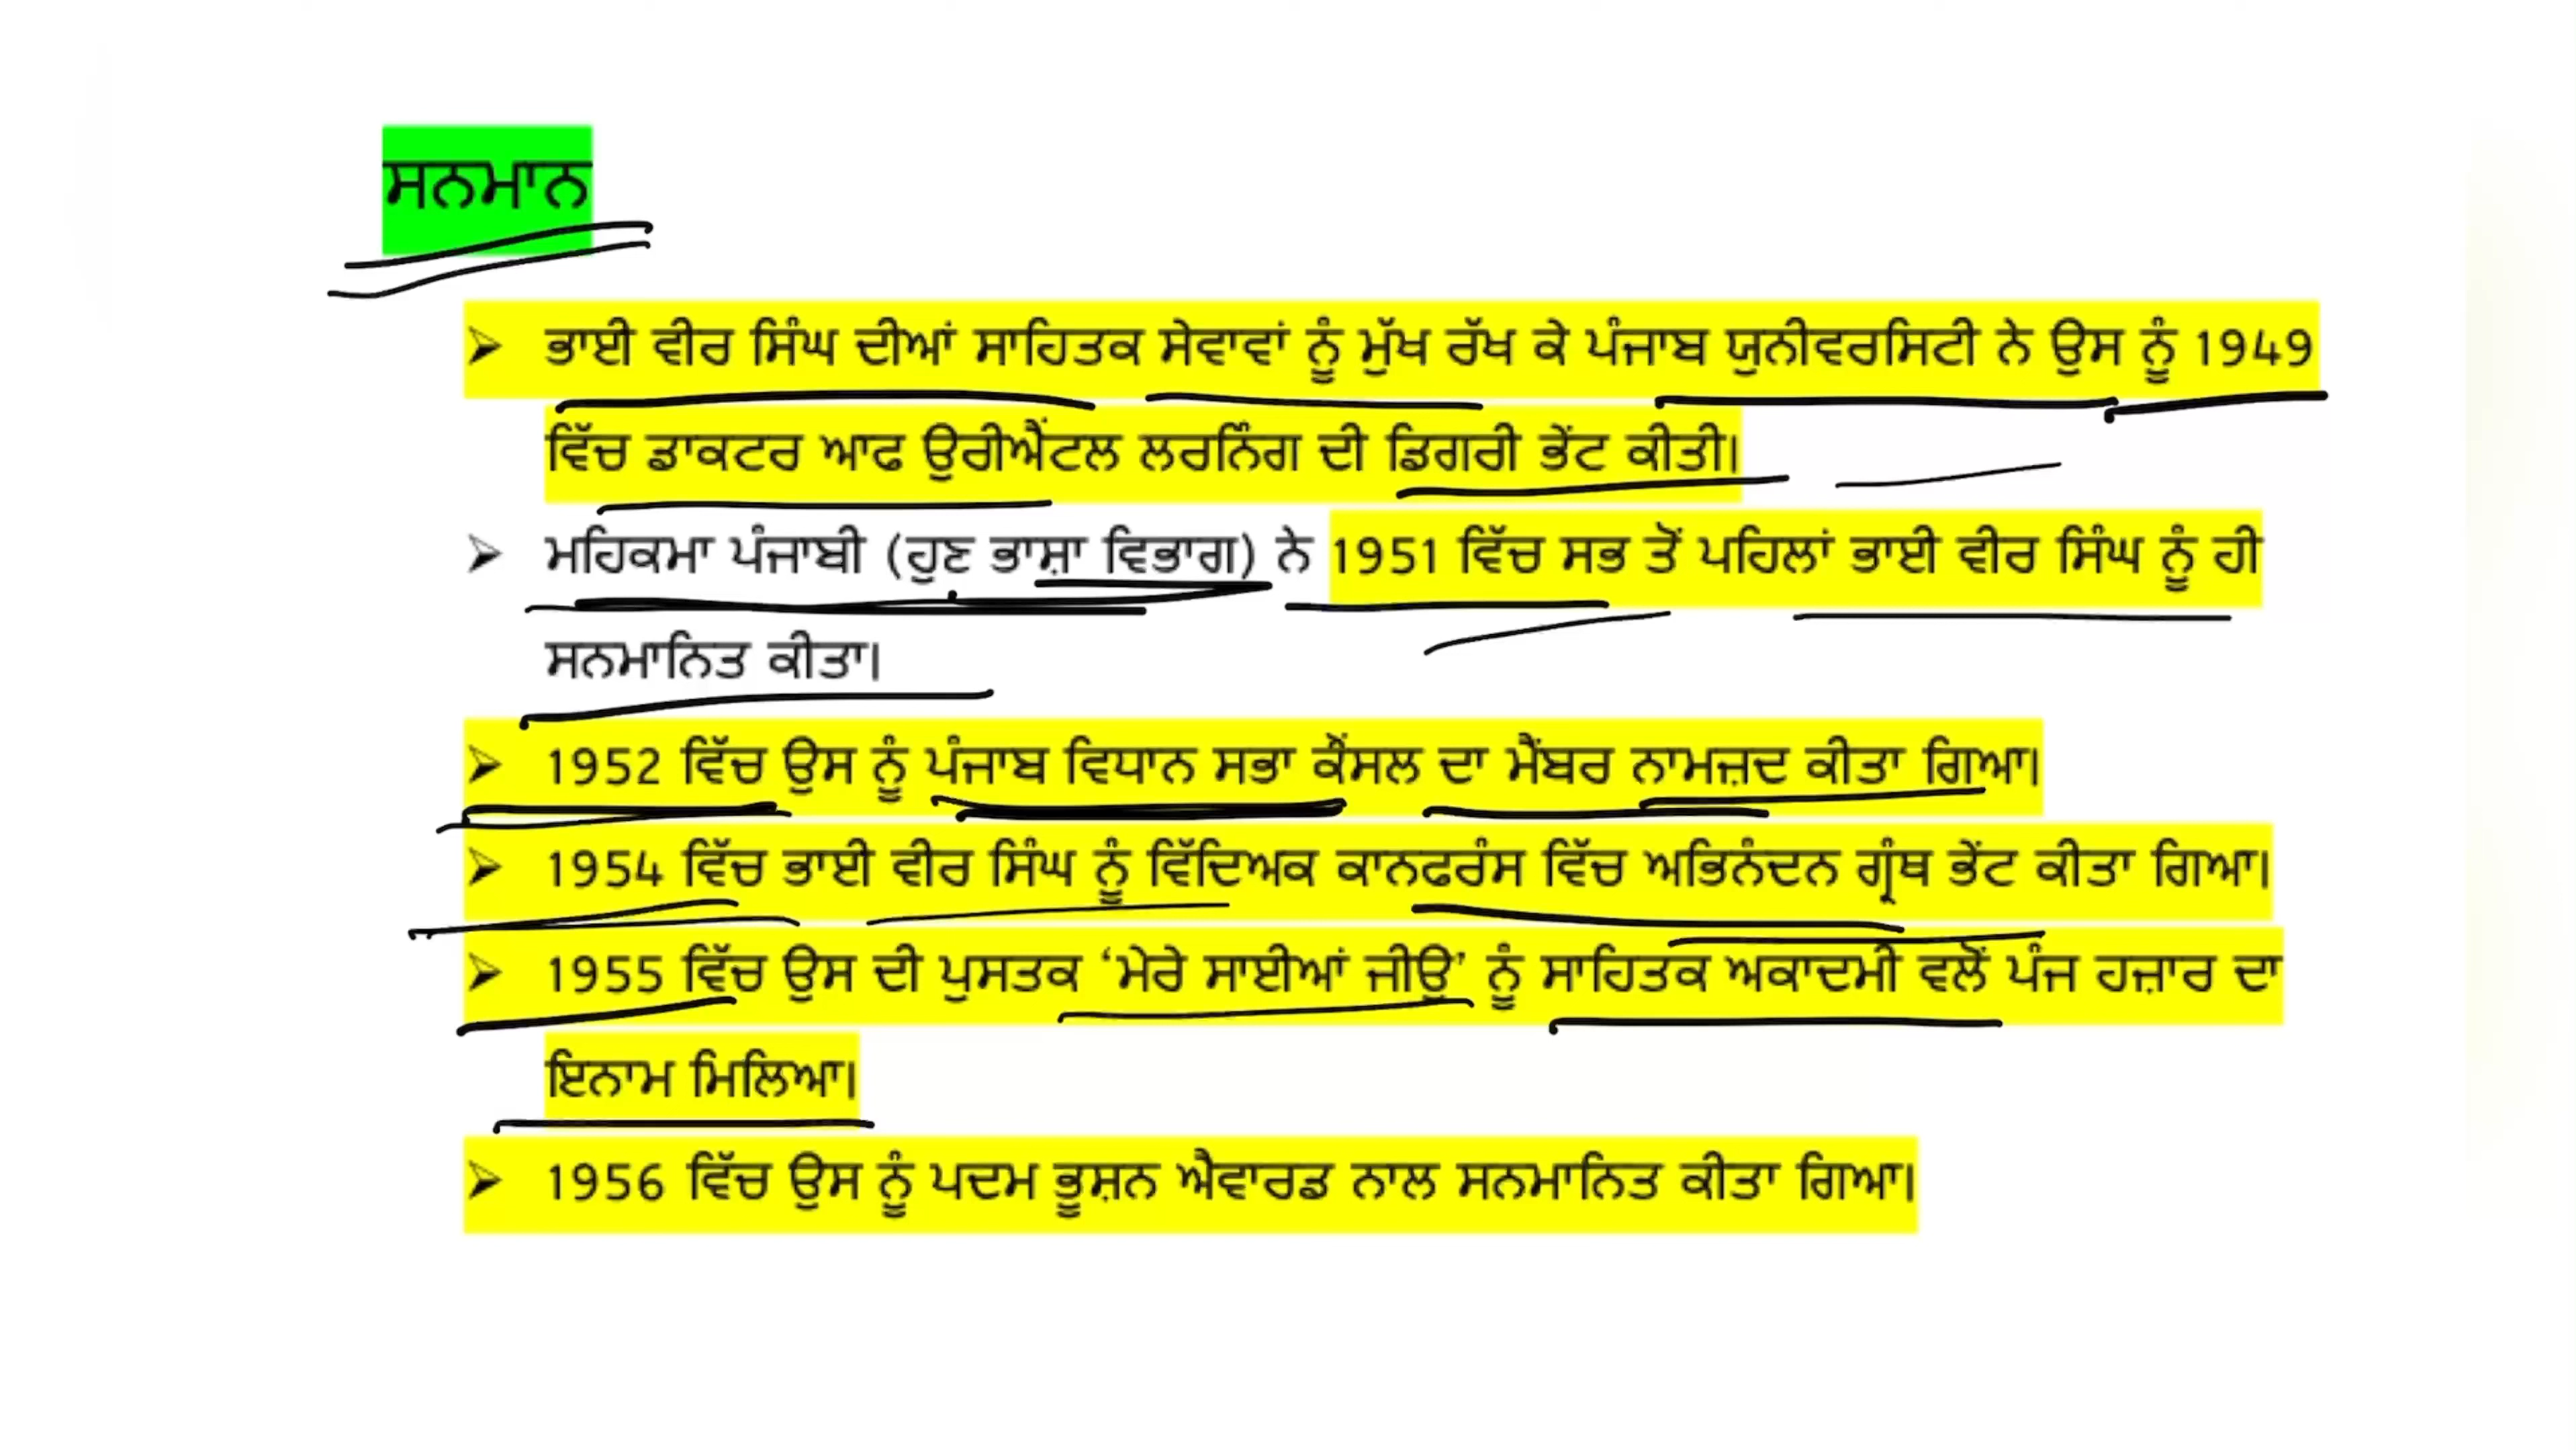 ਸਨਮਾਨ
➢ ਭਾਈ ਵੀਰ ਸਿੰਘ ਦੀਆਂ ਸਾਹਿਤਕ ਸੇਵਾਵਾਂ ਨੂੰ ਮੁੱਖ ਰੱਖ ਕੇ ਪੰਜਾਬ ਯੁਨੀਵਰਸਿਟੀ ਨੇ ਉਸ ਨੂੰ 1949
ਵਿੱਚ ਡਾਕਟਰ ਆਫ ਉਰੀਐਂਟਲ ਲਰਨਿੰਗ ਦੀ ਡਿਗਰੀ ਭੇਂਟ ਕੀਤੀ।
➢ ਮਹਿਕਮਾ ਪੰਜਾਬੀ (ਹੁਣ ਭਾਸ਼ਾ ਵਿਭਾਗ) ਨੇ 1951 ਵਿੱਚ ਸਭ ਤੋਂ ਪਹਿਲਾਂ ਭਾਈ ਵੀਰ ਸਿੰਘ ਨੂੰ ਹੀ
ਸਨਮਾਨਿਤ ਕੀਤਾ।
➢ 1952 ਵਿੱਚ ਉਸ ਨੂੰ ਪੰਜਾਬ ਵਿਧਾਨ ਸਭਾ ਕੌਂਸਲ ਦਾ ਮੈਂਬਰ ਨਾਮਜ਼ਦ ਕੀਤਾ ਗਿਆ।
➢ 1954 ਵਿੱਚ ਭਾਈ ਵੀਰ ਸਿੰਘ ਨੂੰ ਵਿੱਦਿਅਕ ਕਾਨਫਰੰਸ ਵਿੱਚ ਅਭਿਨੰਦਨ ਗ੍ਰੰਥ ਭੇਂਟ ਕੀਤਾ ਗਿਆ।
➢ 1955 ਵਿੱਚ ਉਸ ਦੀ ਪੁਸਤਕ ‘ਮੇਰੇ ਸਾਈਆਂ ਜੀਉ’ ਨੂੰ ਸਾਹਿਤਕ ਅਕਾਦਮੀ ਵਲੋਂ ਪੰਜ ਹਜ਼ਾਰ ਦਾ
ਇਨਾਮ ਮਿਲਿਆ।
➢ 1956 ਵਿੱਚ ਉਸ ਨੂੰ ਪਦਮ ਭੂਸ਼ਨ ਐਵਾਰਡ ਨਾਲ ਸਨਮਾਨਿਤ ਕੀਤਾ ਗਿਆ।